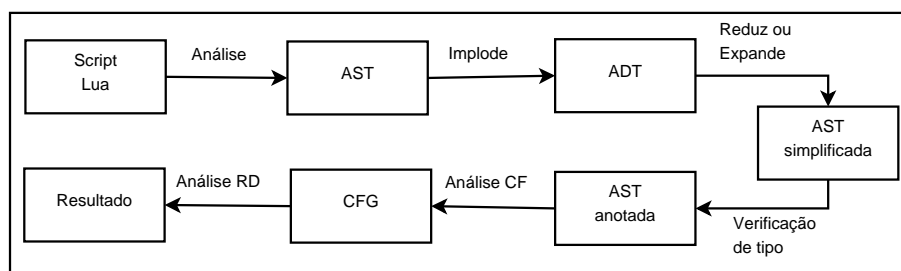 Script
Lua
Análise
AST
Implode
ADT
Reduz ou
Expande
AST
simplificada
Verificação
de tipo
AST
anotada
Análise CF
CFG
Análise RD
Resultado